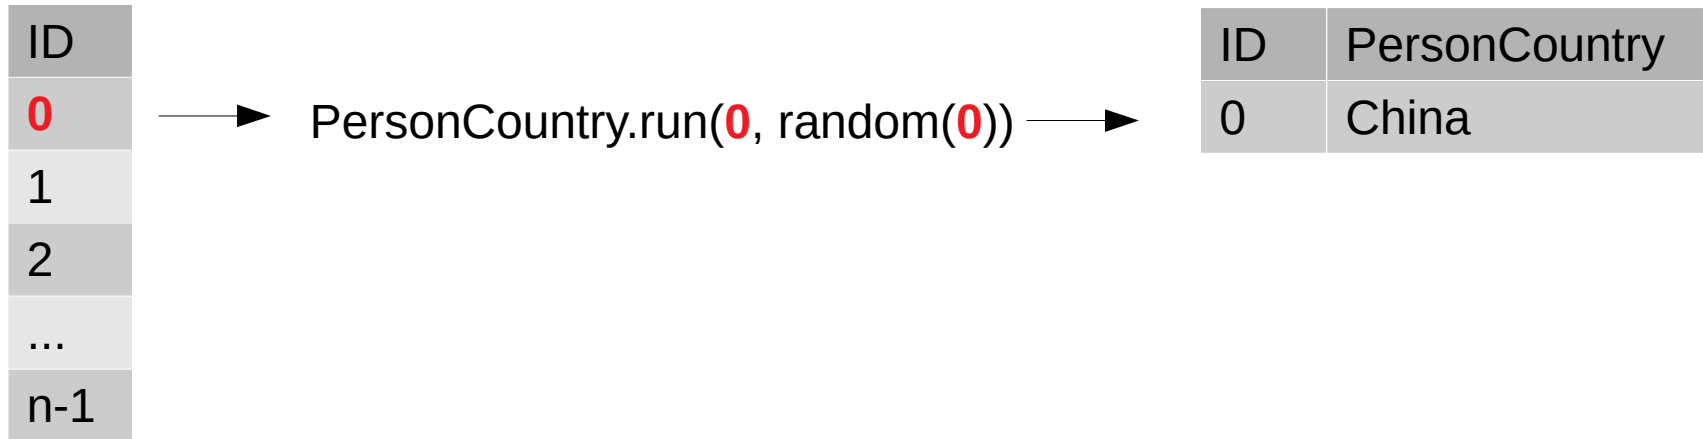 ID
0
1
2
...
n-1
PersonCountry.run(0, random(0))
ID PersonCountry
0 China